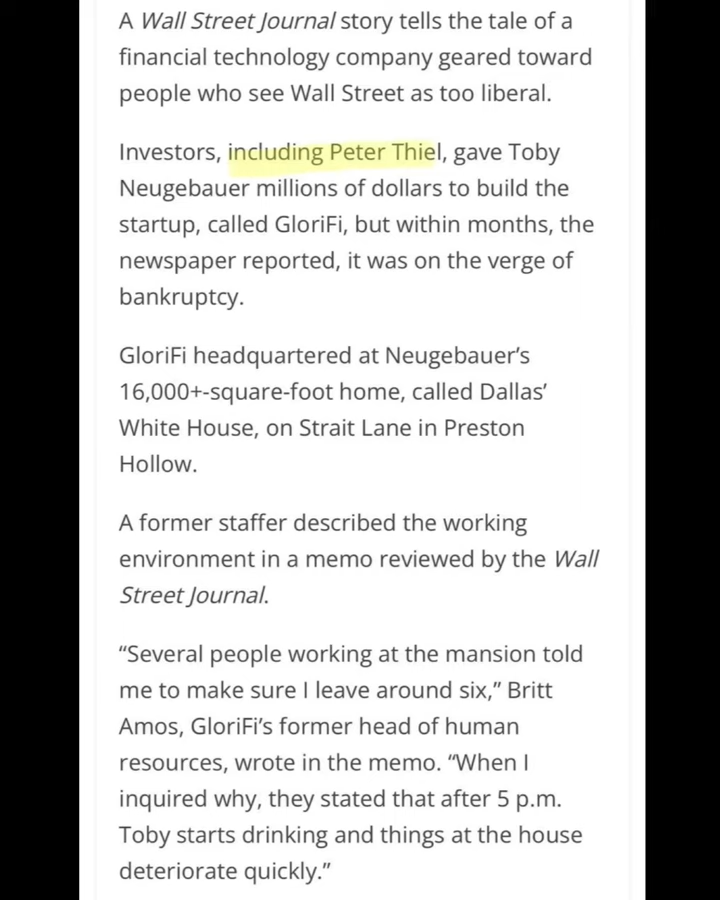 A Wall Street Journal story tells the tale of a
financial technology company geared toward
people who see Wall Street as too liberal.
Investors, including Peter Thiel, gave Toby
Neugebauer millions of dollars to build the
startup, called GloriFi, but within months, the
newspaper reported, it was on the verge of
bankruptcy.
GloriFi headquartered at Neugebauer’s
16,000+-square-foot home, called Dallas’
White House, on Strait Lane in Preston
Hollow.
A former staffer described the working
environment in a memo reviewed by the Wall
Street Journal.
“Several people working at the mansion told
me to make sure I leave around six,” Britt
Amos, GloriFi’s former head of human
resources, wrote in the memo. “When I
inquired why, they stated that after 5 p.m.
Toby starts drinking and things at the house
deteriorate quickly.”